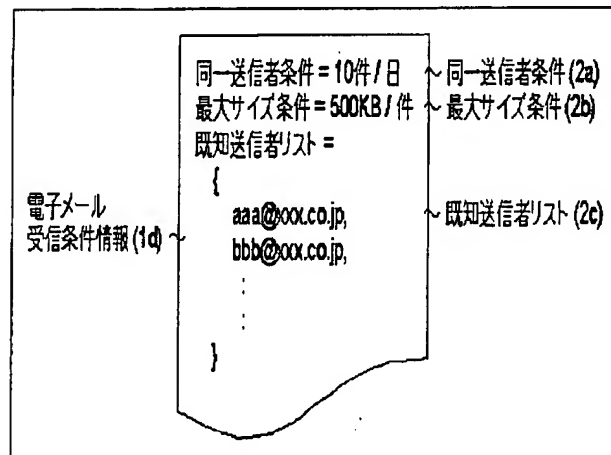 同一送信者条件 = 10件 / 日 ~ 同一送信者条件 (2a)
最大サイズ条件 = 500KB / 件 ~ 最大サイズ条件 (2b)
既知送信者リスト =
{
aaa@xxx.co.jp, ~ 既知送信者リスト (2c)
bbb@xxx.co.jp,
:
:
}
電子メール
受信条件情報 (1d) ~